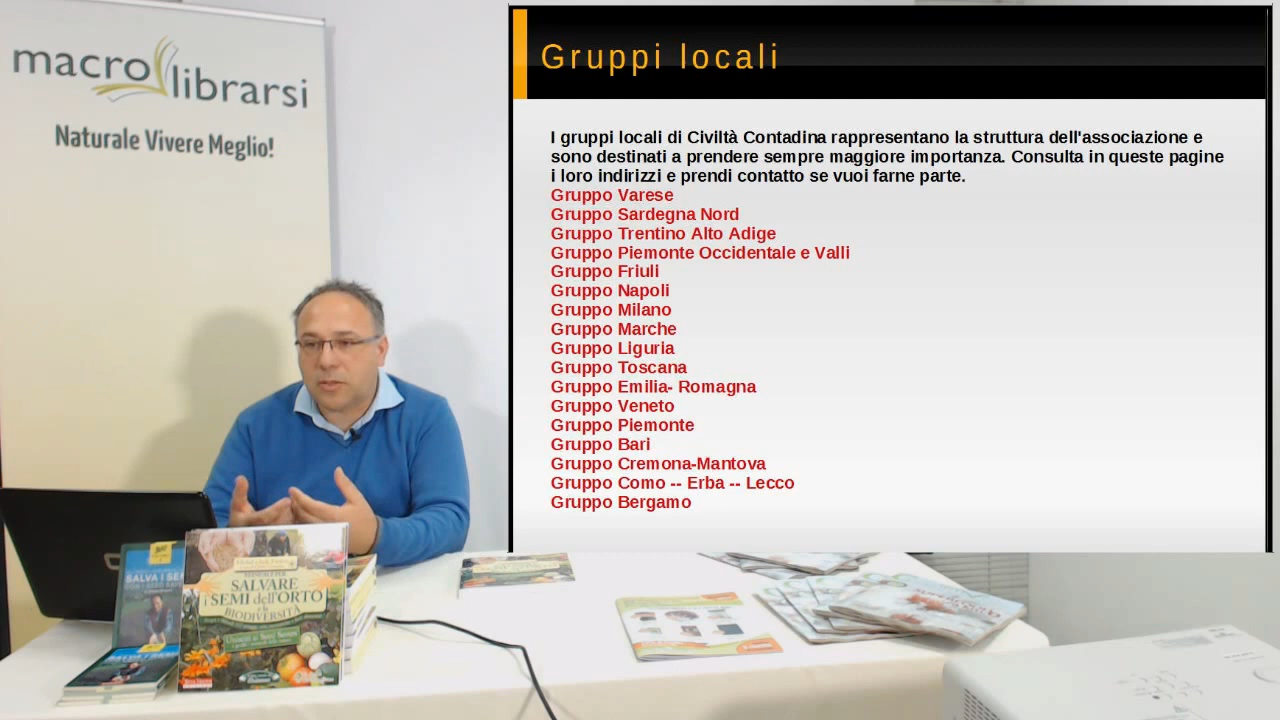 macrolibrarsi
Naturale Vivere Meglio!
Gruppi locali
I gruppi locali di Civiltà Contadina rappresentano la struttura dell'associazione e
sono destinati a prendere sempre maggiore importanza. Consulta in queste pagine
i loro indirizzi e prendi contatto se vuoi farne parte.
Gruppo Varese
Gruppo Sardegna Nord
Gruppo Trentino Alto Adige
Gruppo Piemonte Occidentale e Valli
Gruppo Friuli
Gruppo Napoli
Gruppo Milano
Gruppo Marche
Gruppo Liguria
Gruppo Toscana
Gruppo Emilia- Romagna
Gruppo Veneto
Gruppo Piemonte
Gruppo Bari
Gruppo Cremona-Mantova
Gruppo Como -- Erba -- Lecco
Gruppo Bergamo
SALVA I SEMI
SALVARE
i SEMI dell'ORTO
e la
BIODIVERSITÀ